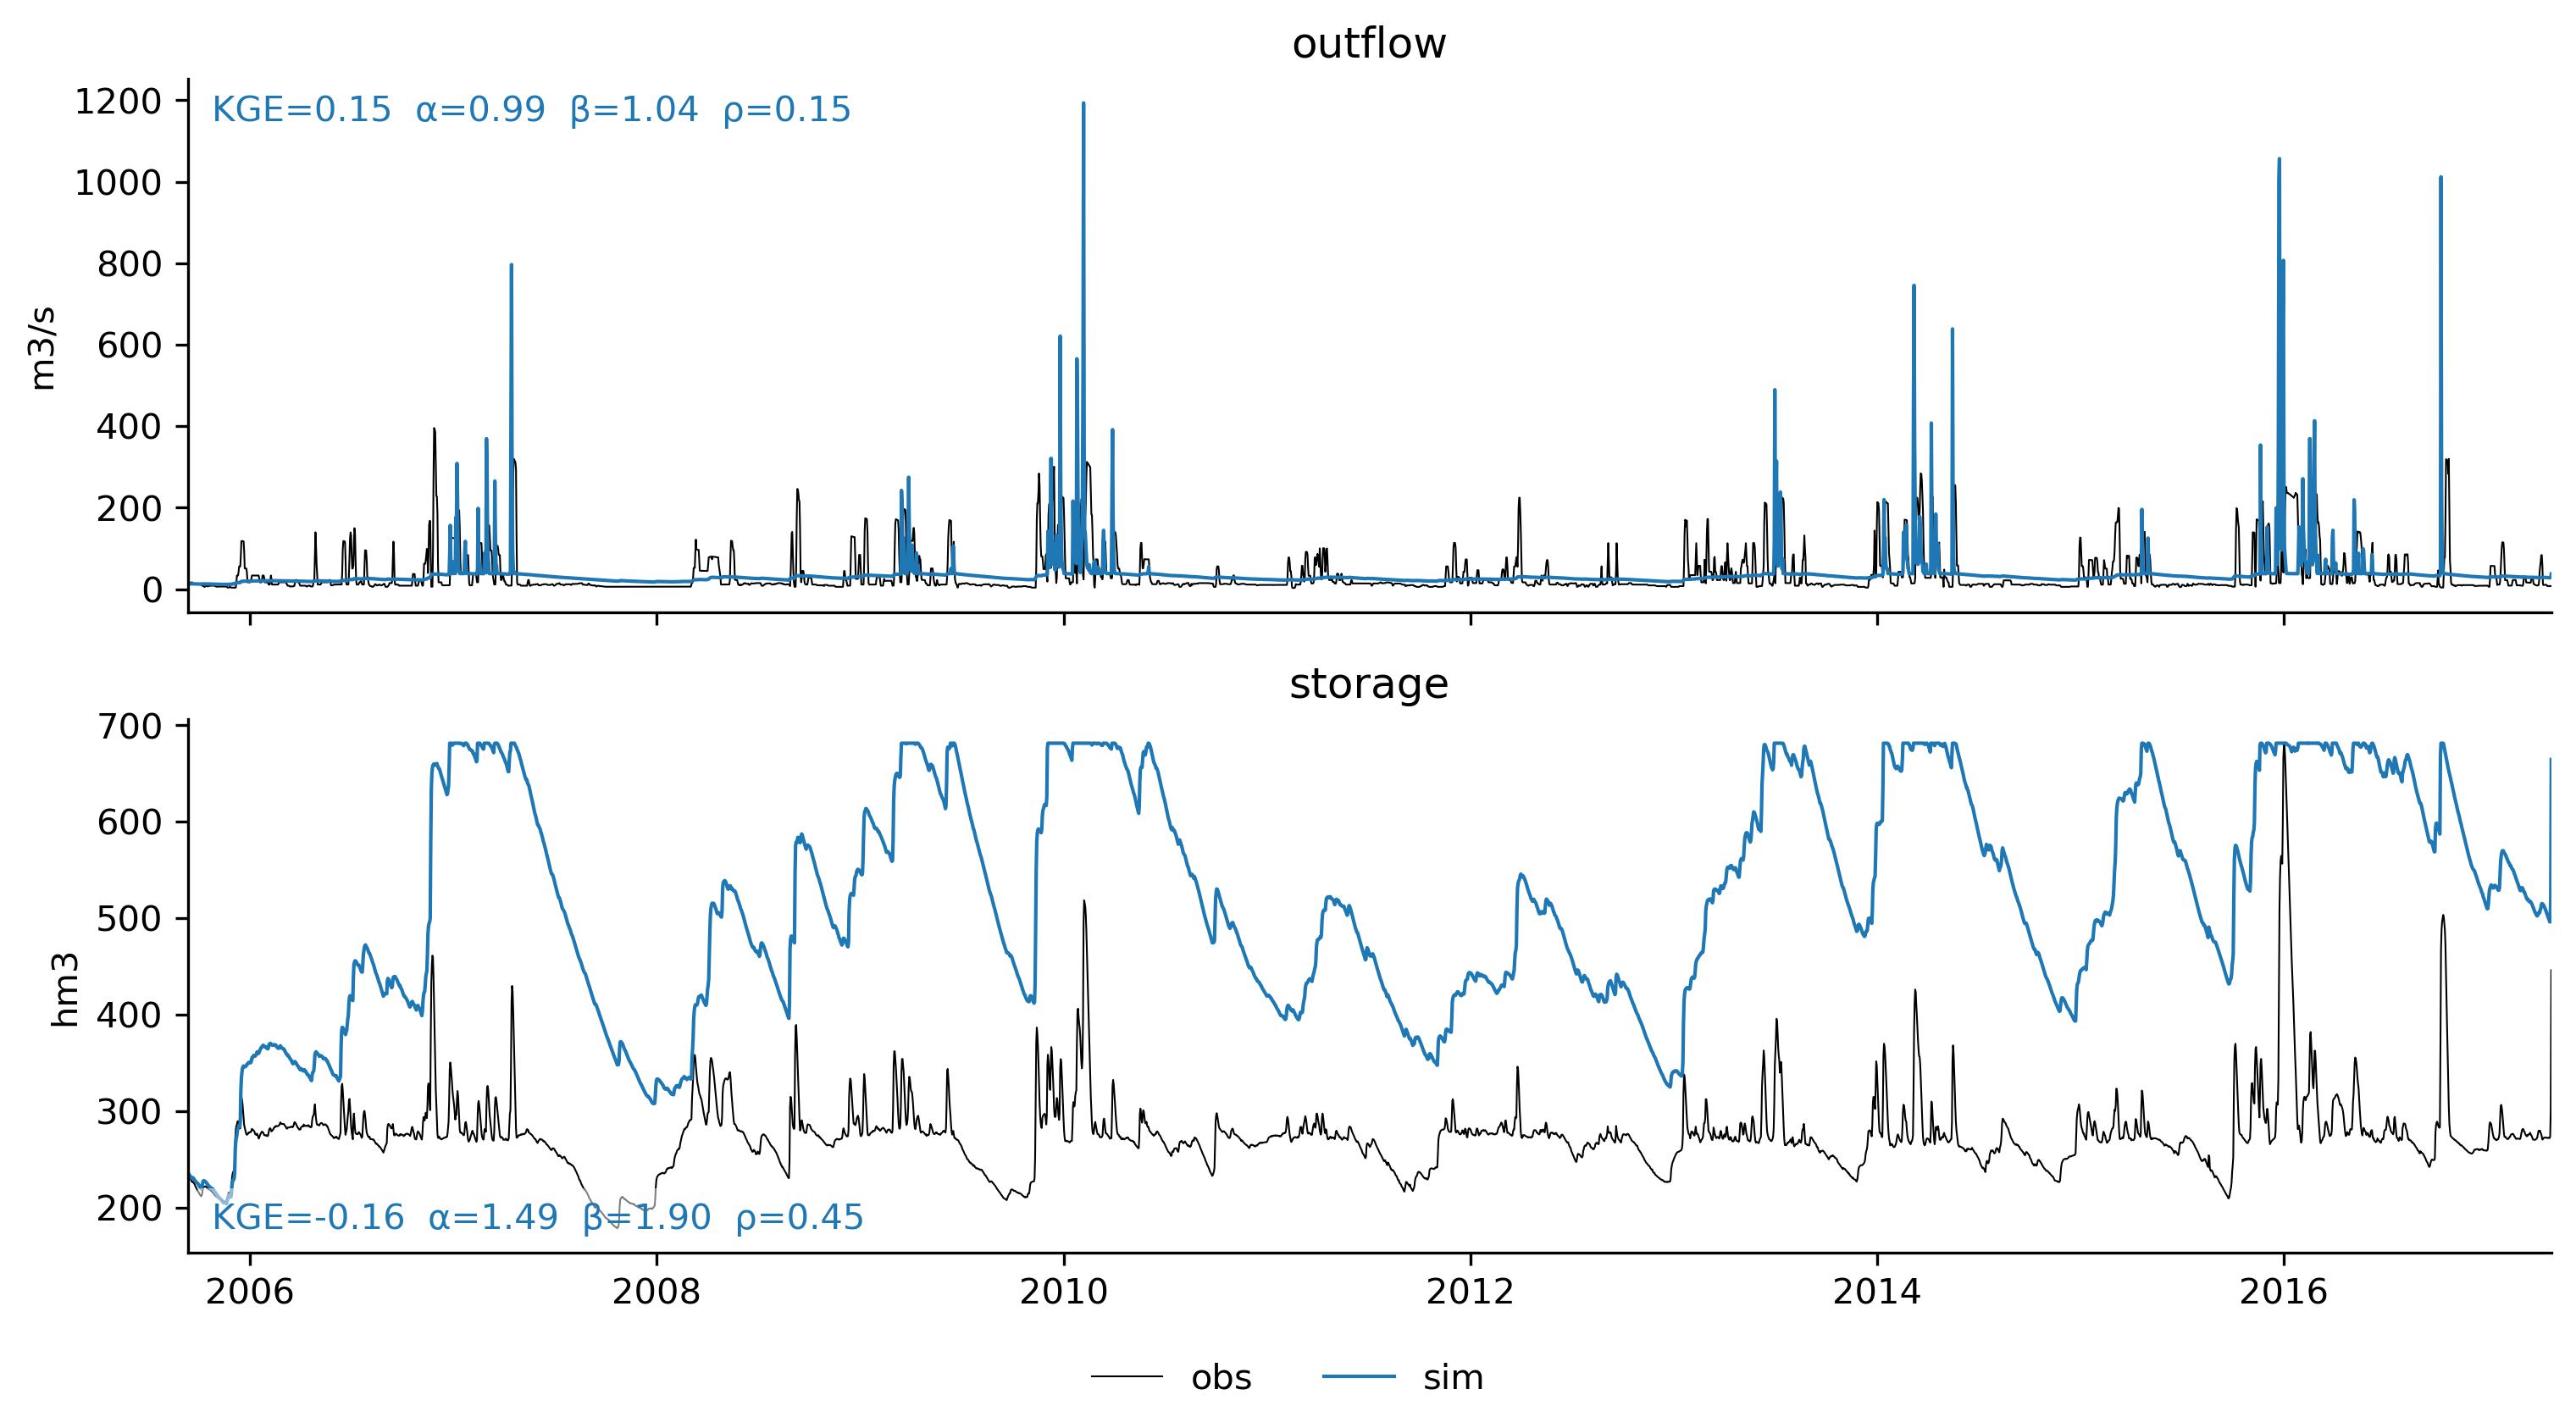 outflow
1200
1000
800
600
400
200
0
m3/s
KGE=0.15 α=0.99 β=1.04 ρ=0.15
storage
700
600
500
400
300
200
hm3
KGE=-0.16 α=1.49 β=1.90 ρ=0.45
2006 2008 2010 2012 2014 2016
obs sim